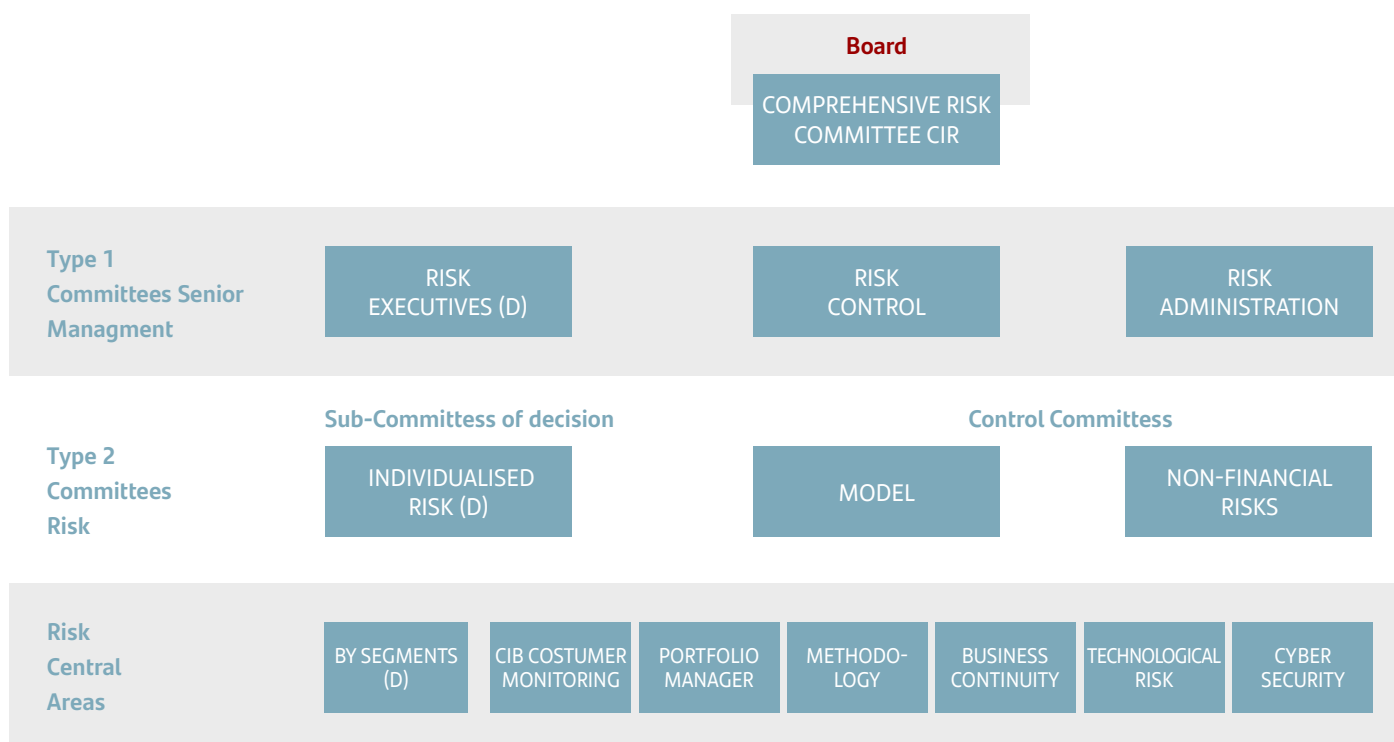 Board
COMPREHENSIVE RISK
COMMITTEE CIR
Type 1
Committees Senior
Managment
RISK
EXECUTIVES (D)
RISK
CONTROL
RISK
ADMINISTRATION
Sub-Committess of decision
Control Committess
Type 2
Committees
Risk
INDIVIDUALISED
RISK (D)
MODEL
NON-FINANCIAL
RISKS
Risk
Central
Areas
BY SEGMENTS
(D)
CIB COSTUMER
MONITORING
PORTFOLIO
MANAGER
METHODO-
LOGY
BUSINESS
CONTINUITY
TECHNOLOGICAL
RISK
CYBER
SECURITY